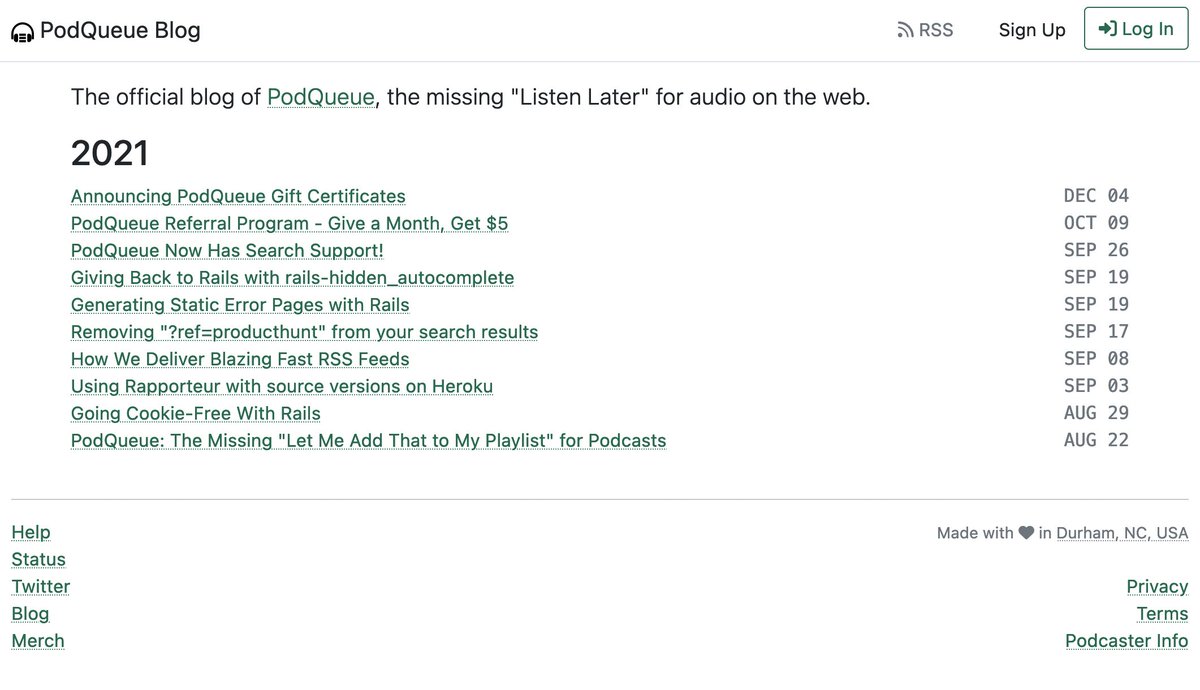 PodQueue Blog RSS Sign Up Log In
The official blog of PodQueue, the missing "Listen Later" for audio on the web.
2021
Announcing PodQueue Gift Certificates DEC 04
PodQueue Referral Program - Give a Month, Get $5 OCT 09
PodQueue Now Has Search Support! SEP 26
Giving Back to Rails with rails-hidden_autocomplete SEP 19
Generating Static Error Pages with Rails SEP 19
Removing "?ref=producthunt" from your search results SEP 17
How We Deliver Blazing Fast RSS Feeds SEP 08
Using Rapporteur with source versions on Heroku SEP 03
Going Cookie-Free With Rails AUG 29
PodQueue: The Missing "Let Me Add That to My Playlist" for Podcasts AUG 22
Help Made with ♥ in Durham, NC, USA
Status
Twitter Privacy
Blog Terms
Merch Podcaster Info